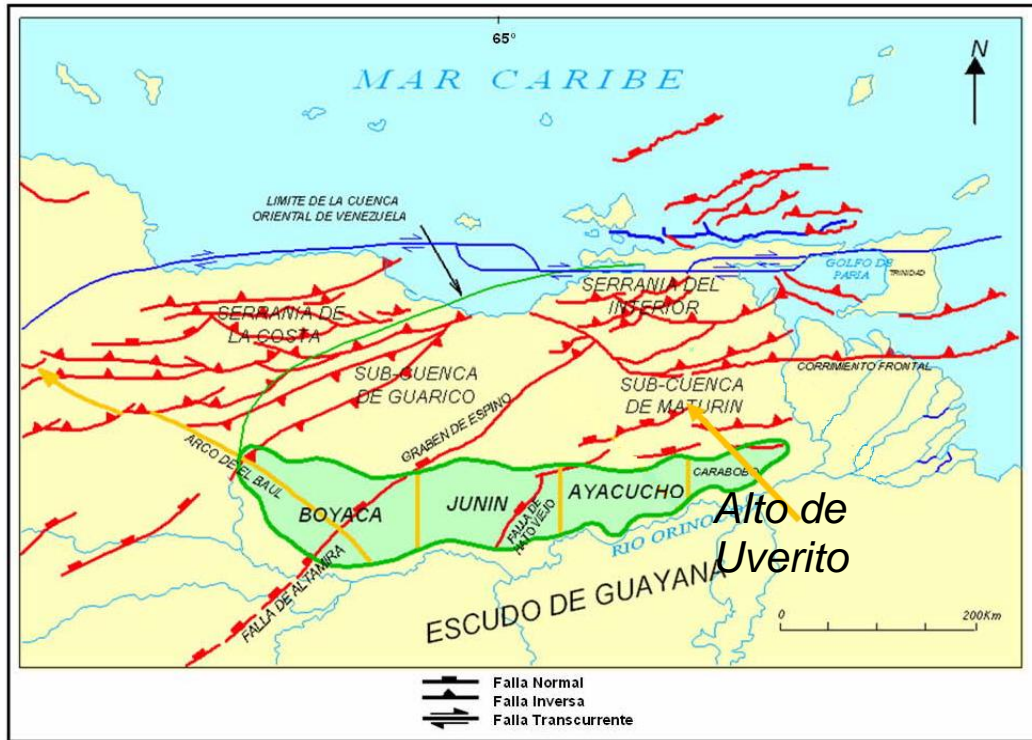 65°
N
MAR CARIBE
LIMITE DE LA CUENCA
ORIENTAL DE VENEZUELA
GOLFO DE
PARIA
TRINIDAD
SERRANIA DEL
INTERIOR
SERRANIA DE
LA COSTA
CORRIMIENTO FRONTAL
SUB-CUENCA
DE GUARICO
SUB-CUENCA
DE MATURIN
GRABEN DE ESPINO
ARCO DE EL BAUL
CARABOBO
BOYACA
JUNIN
AYACUCHO
FALLA DE
HATO VIEJO
Alto de
Uverito
RIO ORINO
FALLA DE ALTAMIRA
ESCUDO DE GUAYANA
0 200Km
Falla Normal
Falla Inversa
Falla Transcurrente